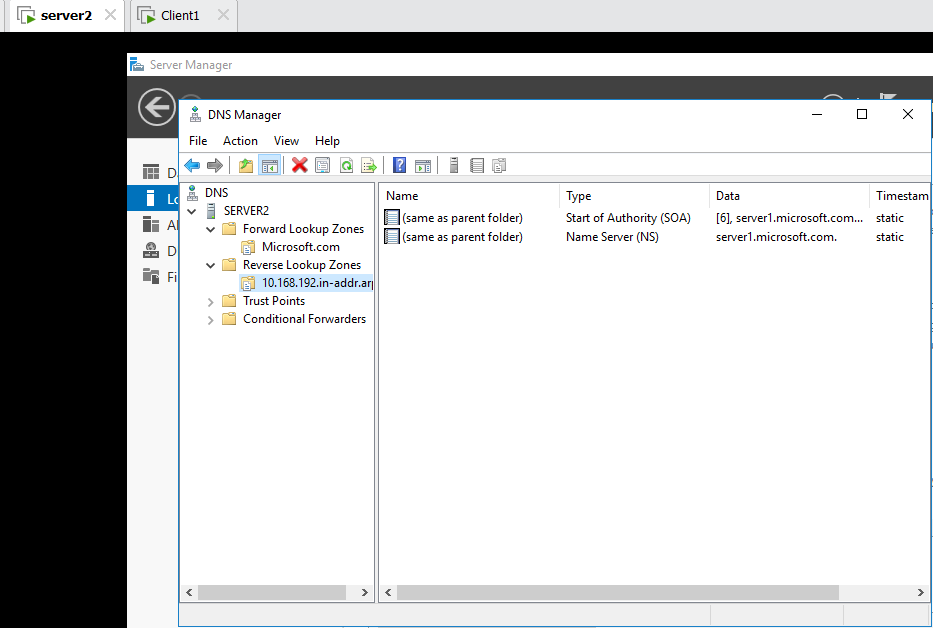 server2 Client1
Server Manager
DNS Manager
File Action View Help
DNS
SERVER2
Forward Lookup Zones
Microsoft.com
Reverse Lookup Zones
10.168.192.in-addr.arp
Trust Points
Conditional Forwarders
Name Type Data Timestam
(same as parent folder) Start of Authority (SOA) [6], server1.microsoft.com... static
(same as parent folder) Name Server (NS) server1.microsoft.com. static
D
Lo
Al
D
Fi